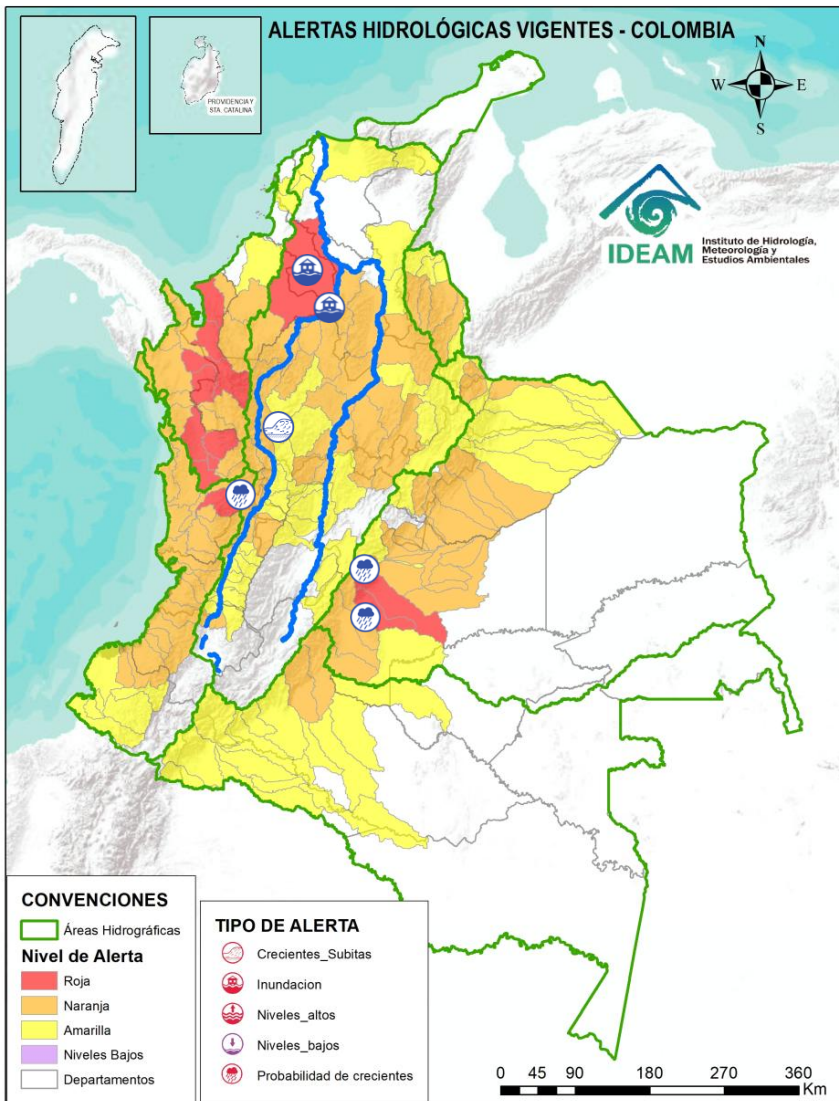 ALERTAS HIDROLÓGICAS VIGENTES - COLOMBIA
PROVIDENCIA Y
STA. CATALINA
N
W
E
S
IDEAM
Instituto de Hidrología,
Meteorología y
Estudios Ambientales
CONVENCIONES
Áreas Hidrográficas
Nivel de Alerta
Roja
Naranja
Amarilla
Niveles Bajos
Departamentos
TIPO DE ALERTA
Crecientes_Subitas
Inundacion
Niveles_altos
Niveles_bajos
Probabilidad de crecientes
0 45 90 180 270 360
Km